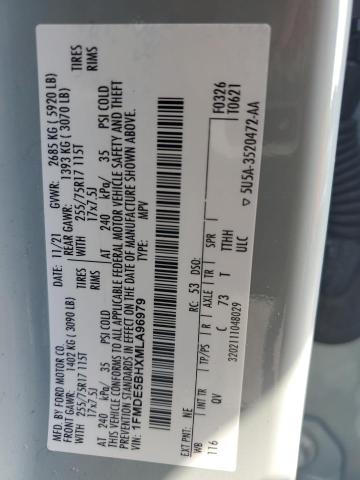 MFD. BY FORD MOTOR CO.
DATE: 11/21 GVWR: 2685 KG ( 5920 LB)
FRONT GAWR: 1402 KG ( 3090 LB) REAR GAWR: 1393 KG ( 3070 LB)
WITH 255/75R17 115T TIRES WITH 255/75R17 115T TIRES
17x7.5J RIMS 17x7.5J RIMS
AT 240 kPa/ 35 PSI COLD AT 240 kPa/ 35 PSI COLD
THIS VEHICLE CONFORMS TO ALL APPLICABLE FEDERAL MOTOR VEHICLE SAFETY AND THEFT
PREVENTION STANDARDS IN EFFECT ON THE DATE OF MANUFACTURE SHOWN ABOVE.
VIN: 1FMDE5BHXMLA96979
TYPE: MPV
F0326
T0621
EXT PNT: NE RC: 53 DSO:
WB INT TR TP/PS R AXLE TR SPR
116 QV C 73 T TTHH
ULC
3202111048029
5U5A-3520472-AA